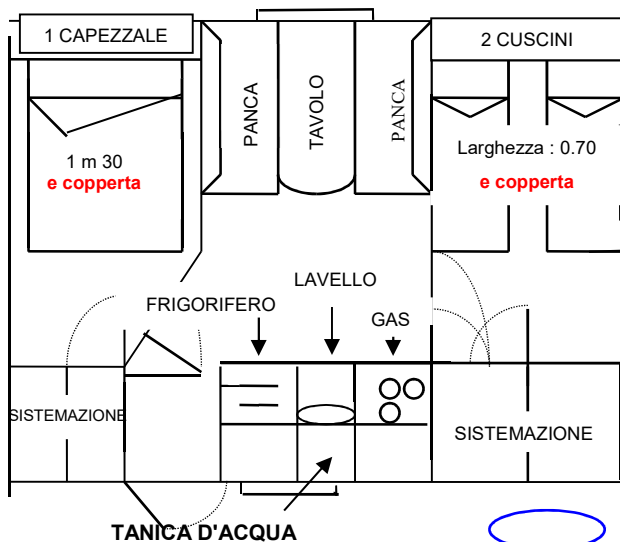 1 CAPEZZALE
2 CUSCINI
PANCA
TAVOLO
PANCA
1 m 30
e copperta
Larghezza : 0.70
e copperta
LAVELLO
FRIGORIFERO
GAS
SISTEMAZIONE
SISTEMAZIONE
TANICA D'ACQUA